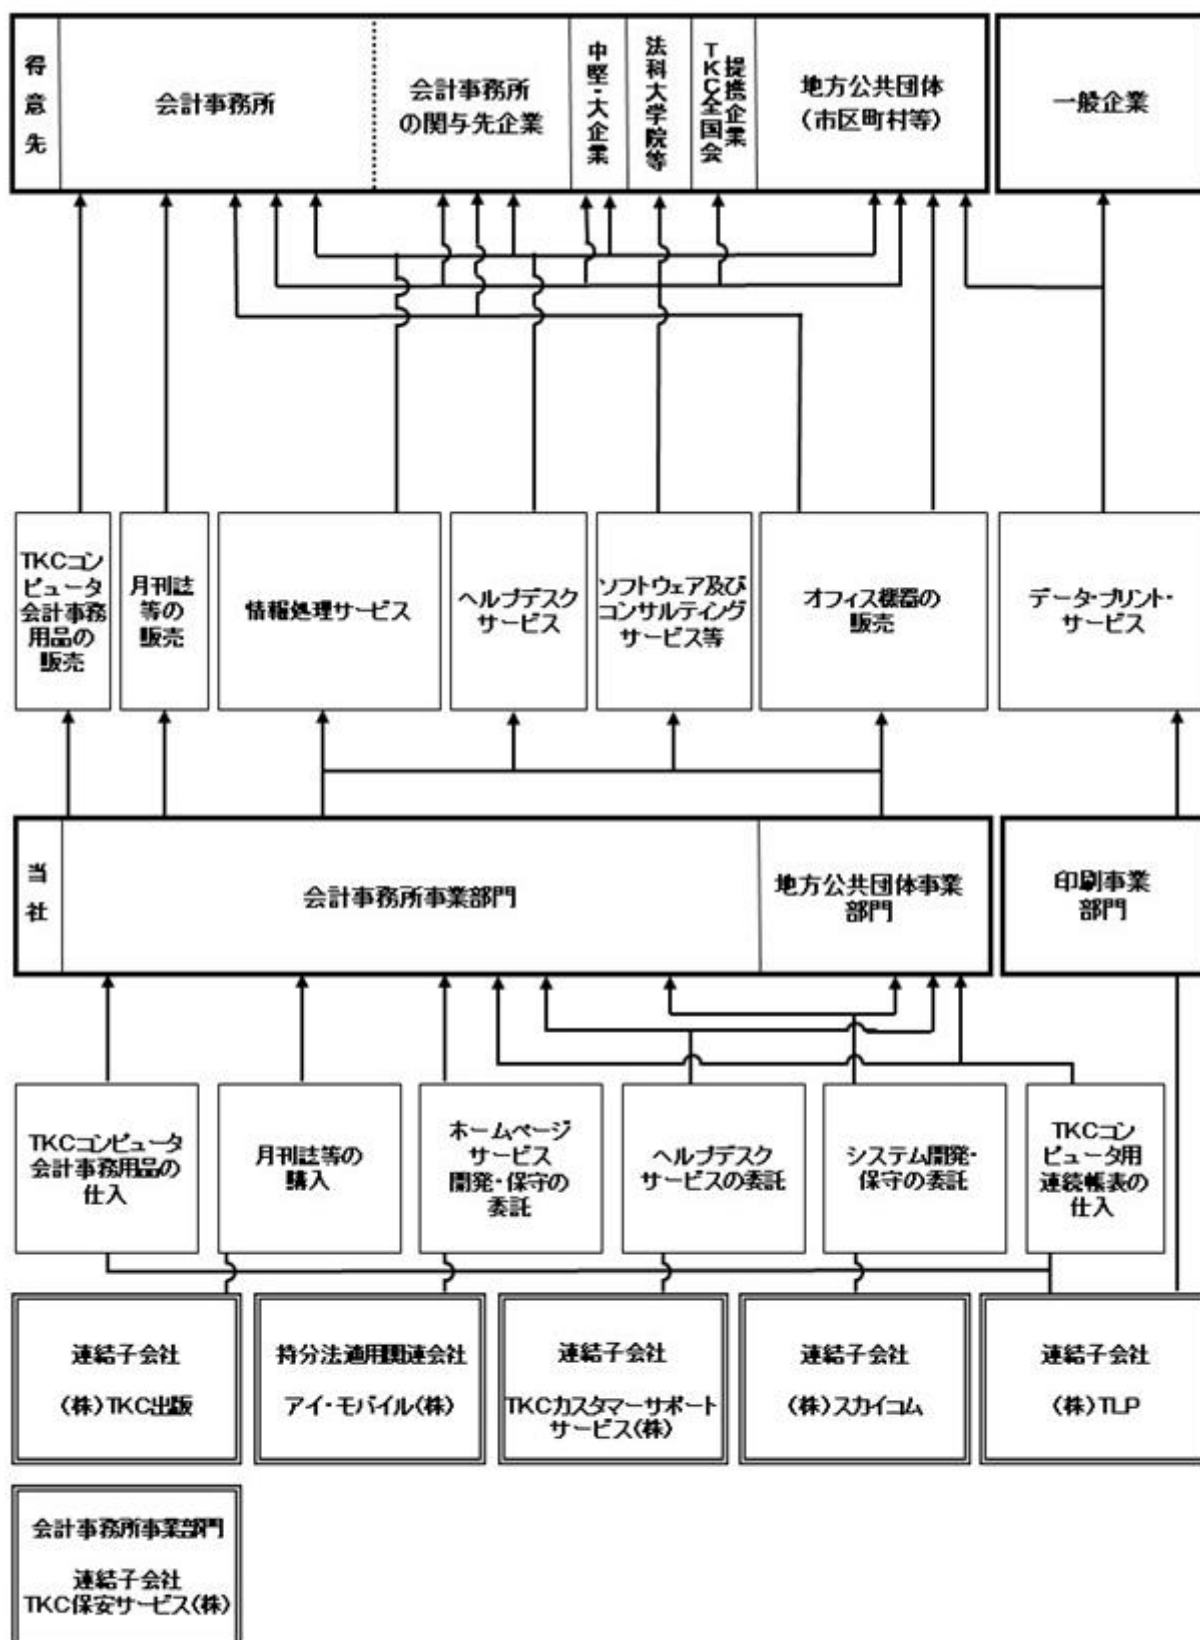 得意先
会計事務所
会計事務所
の関与先企業
中堅・大企業
法科大学院等
提携企業
TKC全国会
地方公共団体
(市区町村等)
一般企業
TKCコン
ピュータ
会計事務
用品の
販売
月刊誌
等の
販売
情報処理サービス
ヘルプデスク
サービス
ソフトウェア及び
コンサルティング
サービス等
オフィス機器の
販売
データ・プリント・
サービス
当社
会計事務所事業部門
地方公共団体事業
部門
印刷事業
部門
TKCコンピュータ
会計事務用品の
仕入
月刊誌等の
購入
ホームページ
サービス
開発・保守の
委託
ヘルプデスク
サービスの委託
システム開発・
保守の委託
TKCコン
ピュータ用
連続帳表の
仕入
連結子会社
(株)TKC出版
持分法適用関連会社
アイ・モバイル(株)
連結子会社
TKCカスタマーサポート
サービス(株)
連結子会社
(株)スカイコム
連結子会社
(株)TLP
会計事務所事業部門
連結子会社
TKC保安サービス(株)